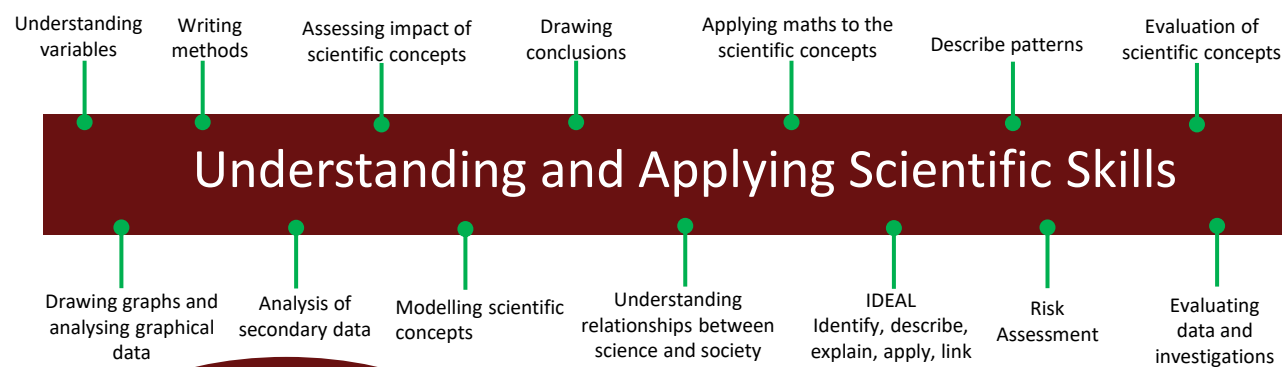 Understanding
variables
Writing
methods
Assessing impact of
scientific concepts
Drawing
conclusions
Applying maths to the
scientific concepts
Describe patterns
Evaluation of
scientific concepts
Understanding and Applying Scientific Skills
Drawing graphs and
analysing graphical
data
Analysis of
secondary data
Modelling scientific
concepts
Understanding
relationships between
science and society
IDEAL
Identify, describe,
explain, apply, link
Risk
Assessment
Evaluating
data and
investigations